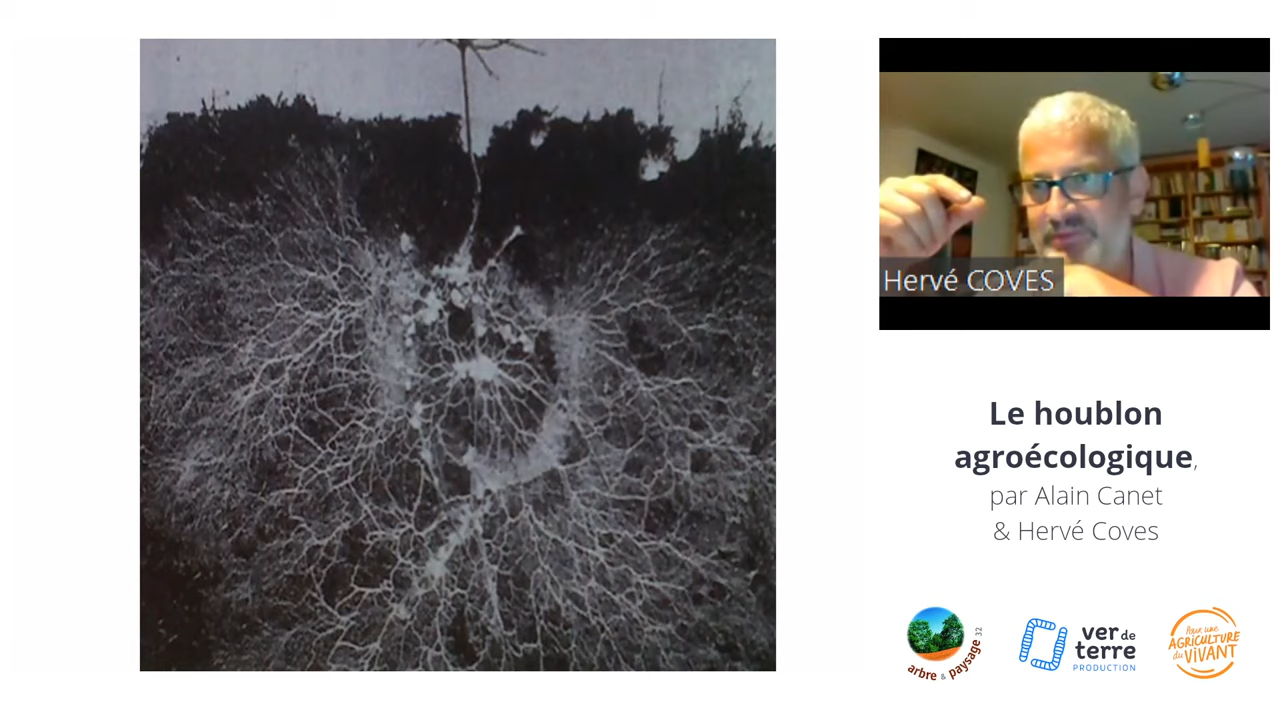 Hervé COVES
Le houblon
agroécologique,
par Alain Canet
& Hervé Coves
arbre & paysage 32
ver de
terre
PRODUCTION
Pour une
AGRICULTURE
du ViVANT